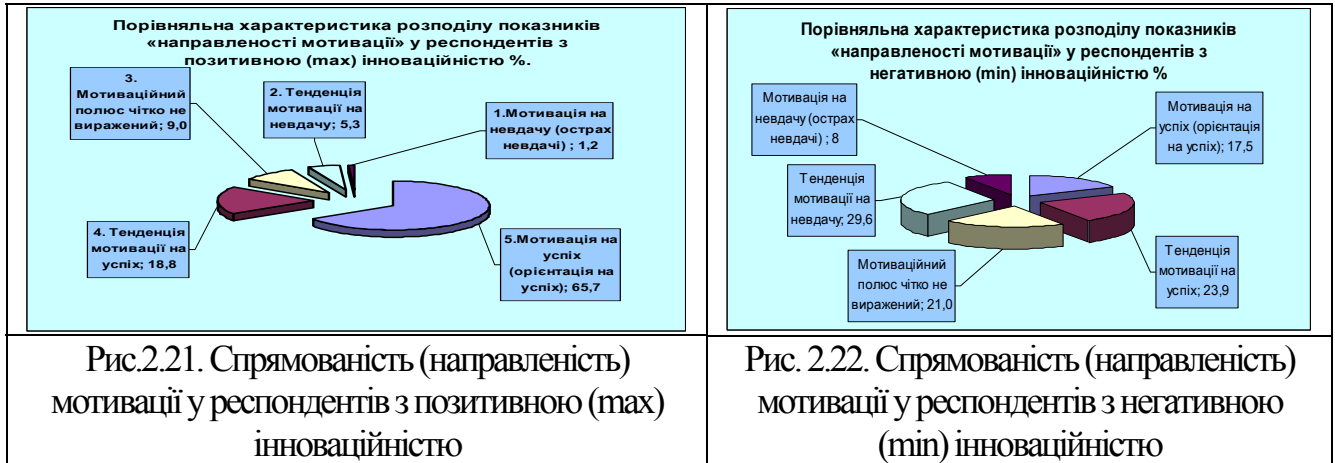 Порівняльна характеристика розподілу показників
«направленості мотивації» у респондентів з
позитивною (max) інноваційністю %.
3.
Мотиваційний
полюс чітко не
виражений; 9,0
2. Тенденція
мотивації на
невдачу; 5,3
1.Мотивація на
невдачу (острах
невдачі) ; 1,2
4. Тенденція
мотивації на
успіх; 18,8
5.Мотивація на
успіх
(орієнтація на
успіх); 65,7
Рис.2.21. Спрямованість (направленість)
мотивації у респондентів з позитивною (max)
інноваційністю
Порівняльна характеристика розподілу показників
«направленості мотивації» у респондентів з
негативною (min) інноваційністю %
Мотивація на
невдачу (острах
невдачі) ; 8
Мотивація на
успіх (орієнтація
на успіх); 17,5
Тенденція
мотивації на
невдачу; 29,6
Мотиваційний
полюс чітко не
виражений; 21,0
Тенденція
мотивації на
успіх; 23,9
Рис. 2.22. Спрямованість (направленість)
мотивації у респондентів з негативною
(min) інноваційністю